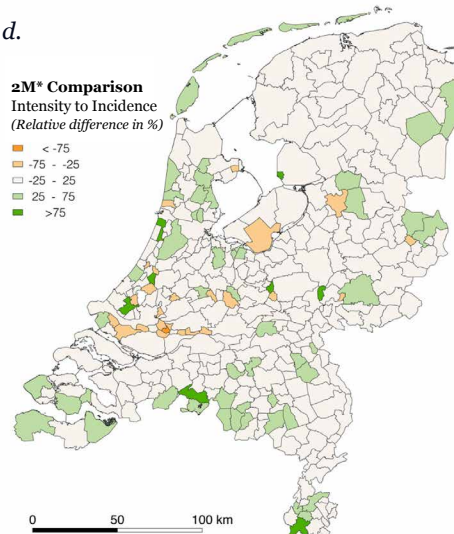 d.
2M* Comparison
Intensity to Incidence
(Relative difference in %)
< -75
-75 - -25
-25 - 25
25 - 75
>75
0 50 100 km